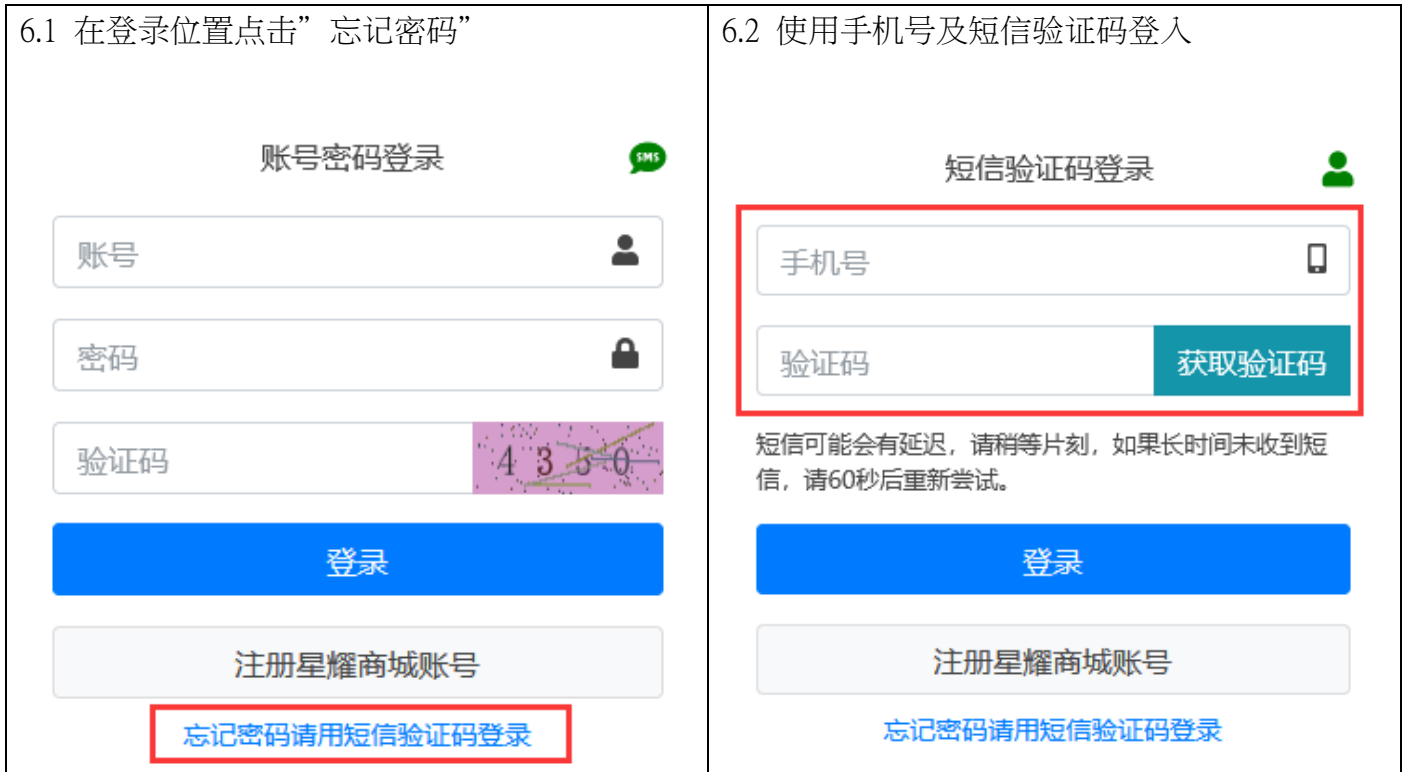 6.1 在登录位置点击”忘记密码”
账号密码登录
SMS
账号
密码
验证码
4350
登录
注册星耀商城账号
忘记密码请用短信验证码登录
6.2 使用手机号及短信验证码登入
短信验证码登录
手机号
验证码
获取验证码
短信可能会有延迟，请稍等片刻，如果长时间未收到短
信，请60秒后重新尝试。
登录
注册星耀商城账号
忘记密码请用短信验证码登录